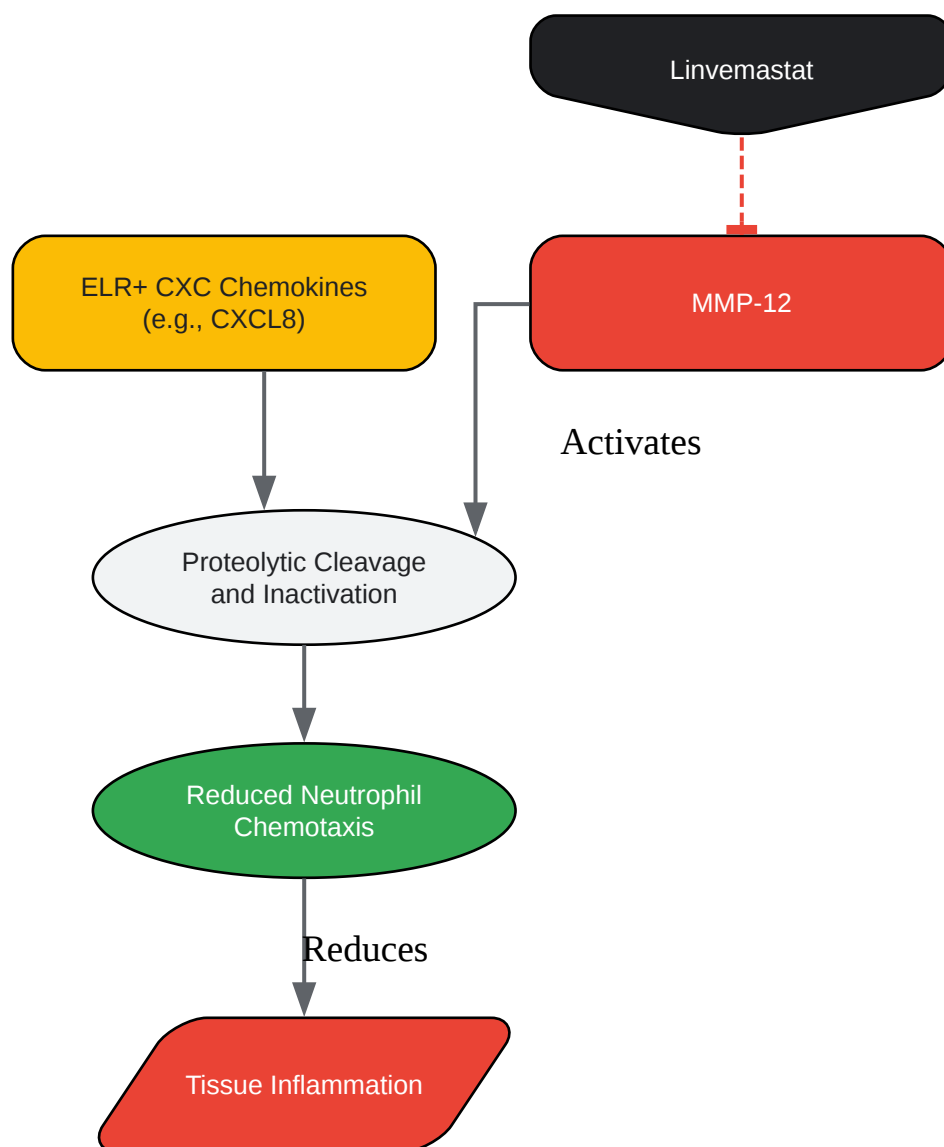 Linvemastat
ELR+ CXC Chemokines
(e.g., CXCL8)
MMP-12
Activates
Proteolytic Cleavage
and Inactivation
Reduced Neutrophil
Chemotaxis
Reduces
Tissue Inflammation